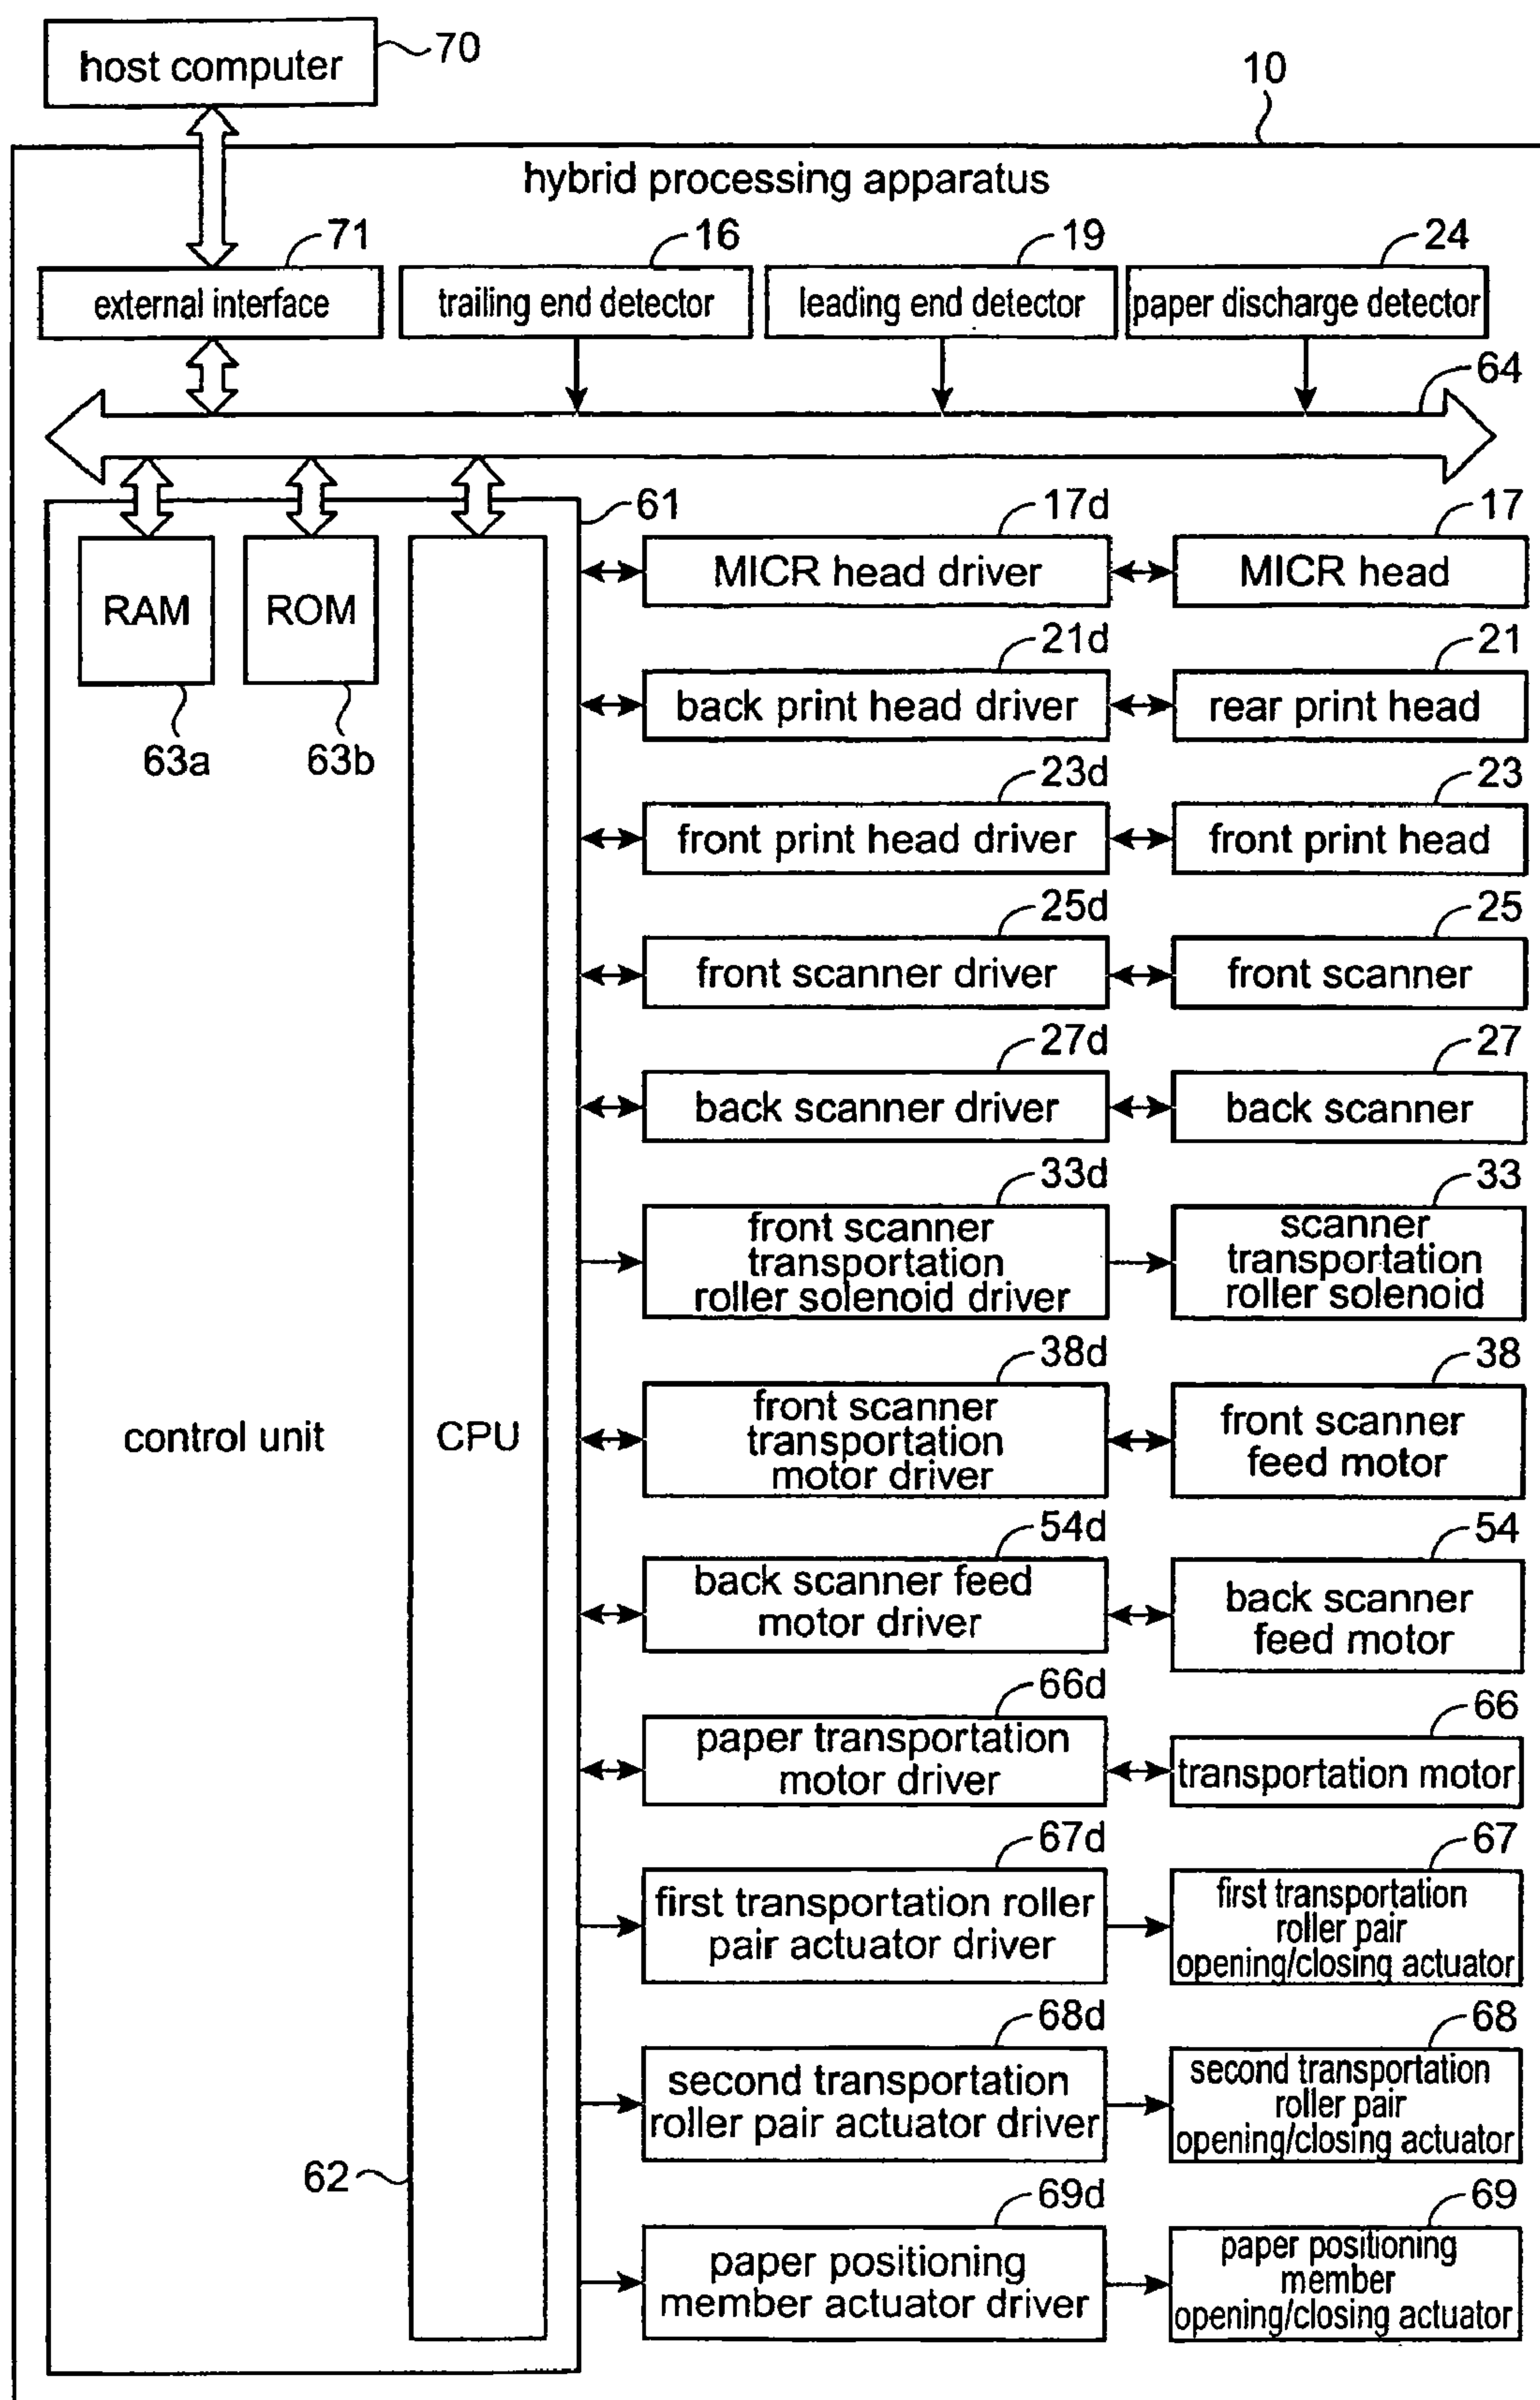 host computer
70
10
hybrid processing apparatus
71
16
19
24
external interface
trailing end detector
leading end detector
paper discharge detector
64
61
17d
17
RAM
ROM
MICR head driver
MICR head
63a
63b
21d
21
back print head driver
rear print head
23d
23
front print head driver
front print head
25d
25
front scanner driver
front scanner
27d
27
back scanner driver
back scanner
33d
33
front scanner
transportation
roller solenoid driver
scanner
transportation
roller solenoid
38d
38
control unit
CPU
front scanner
transportation
motor driver
front scanner
feed motor
54d
54
back scanner feed
motor driver
back scanner
feed motor
66d
66
paper transportation
motor driver
transportation motor
67d
67
first transportation roller
pair actuator driver
first transportation
roller pair
opening/closing actuator
68d
68
second transportation
roller pair actuator driver
second transportation
roller pair
opening/closing actuator
62
69d
69
paper positioning
member actuator driver
paper positioning
member
opening/closing actuator